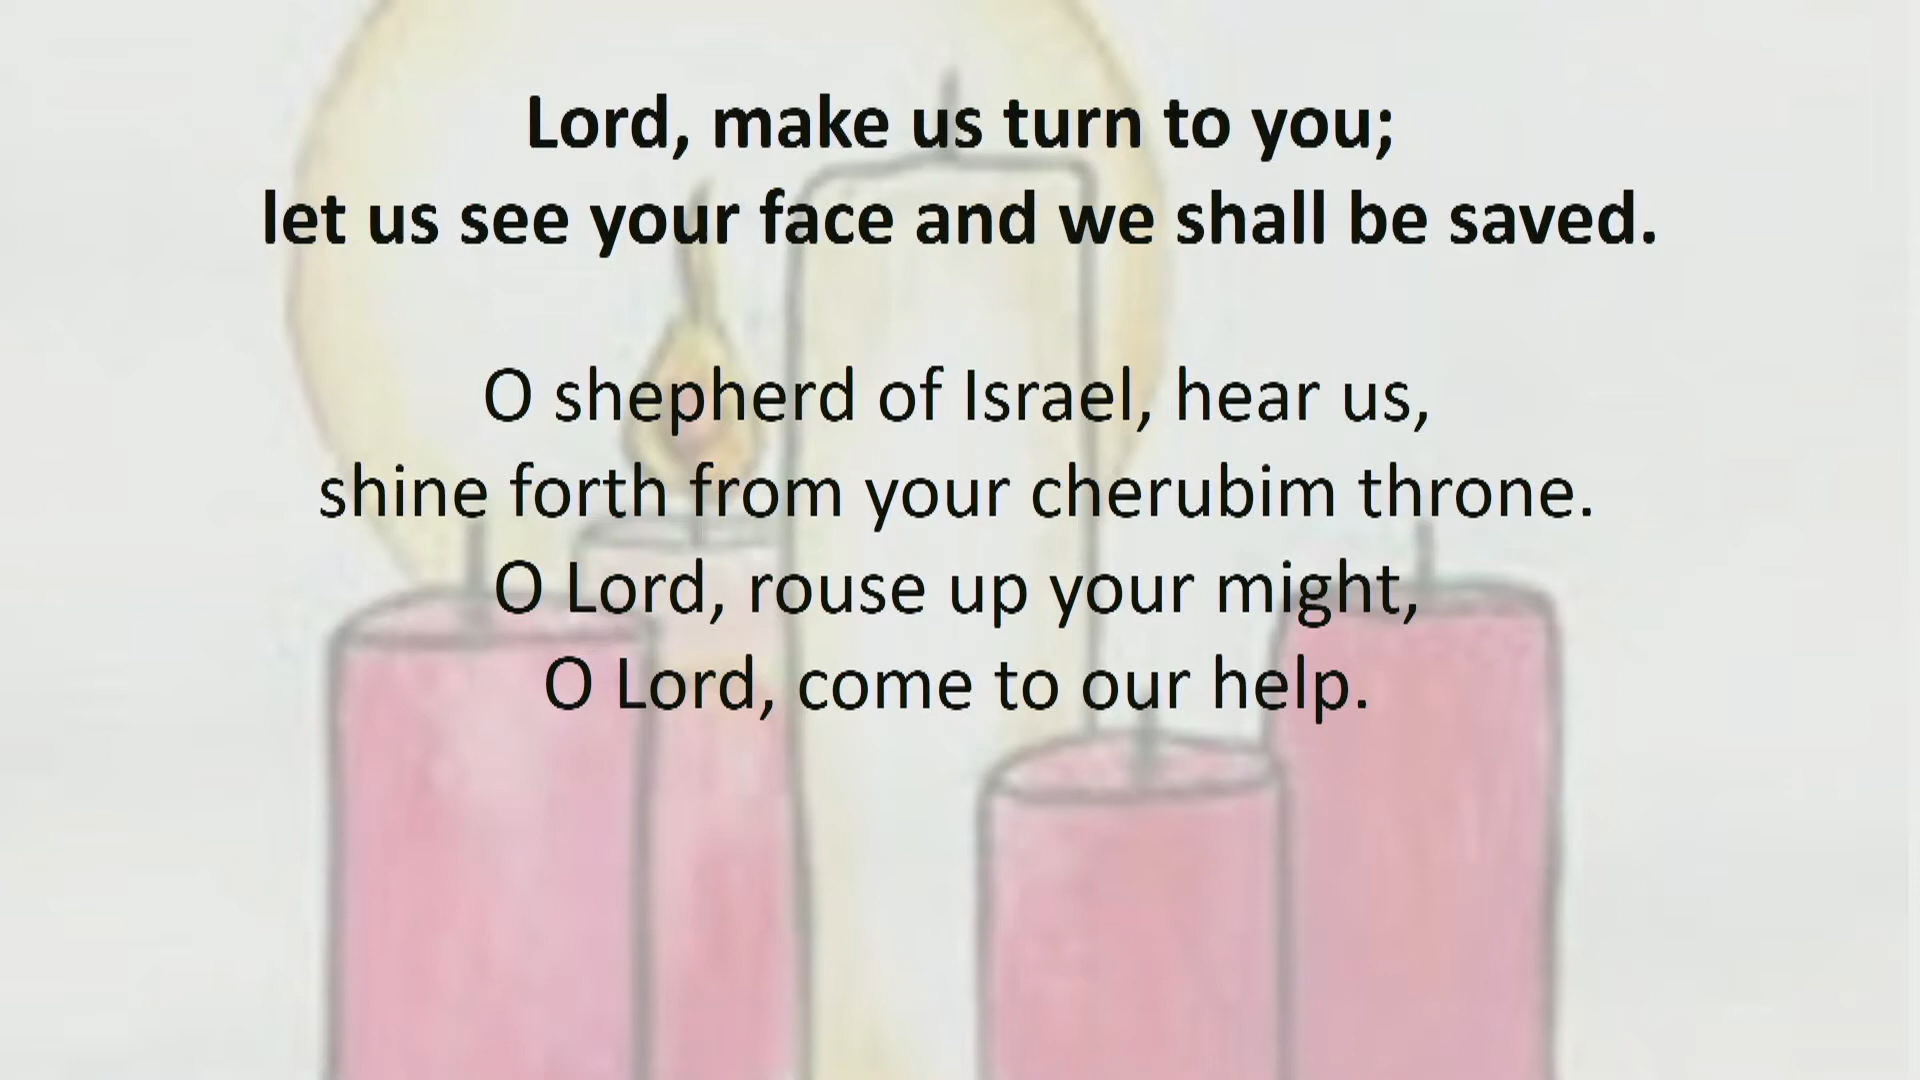 Lord, make us turn to you;
let us see your face and we shall be saved.
O shepherd of Israel, hear us,
shine forth from your cherubim throne.
O Lord, rouse up your might,
O Lord, come to our help.